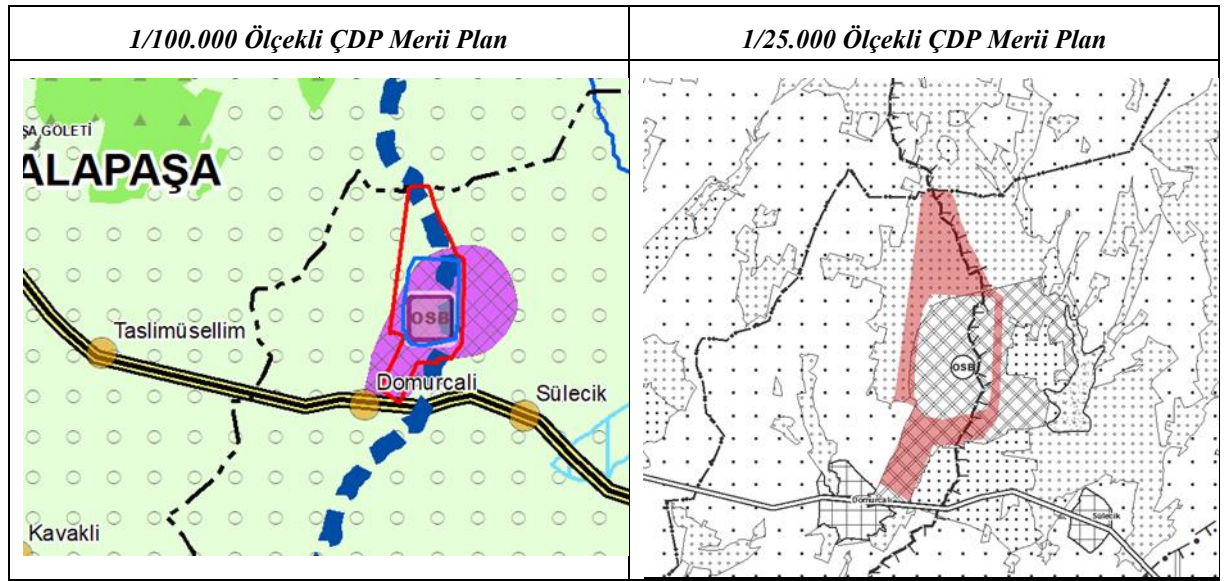 1/100.000 Ölçekli ÇDP Merii Plan
1/25.000 Ölçekli ÇDP Merii Plan
GÖLETİ
ALAPAŞA
OSB
Taslimüsellim
Domurcali
Sülecik
Kavakli
OSB
Domurcali
Sülecik